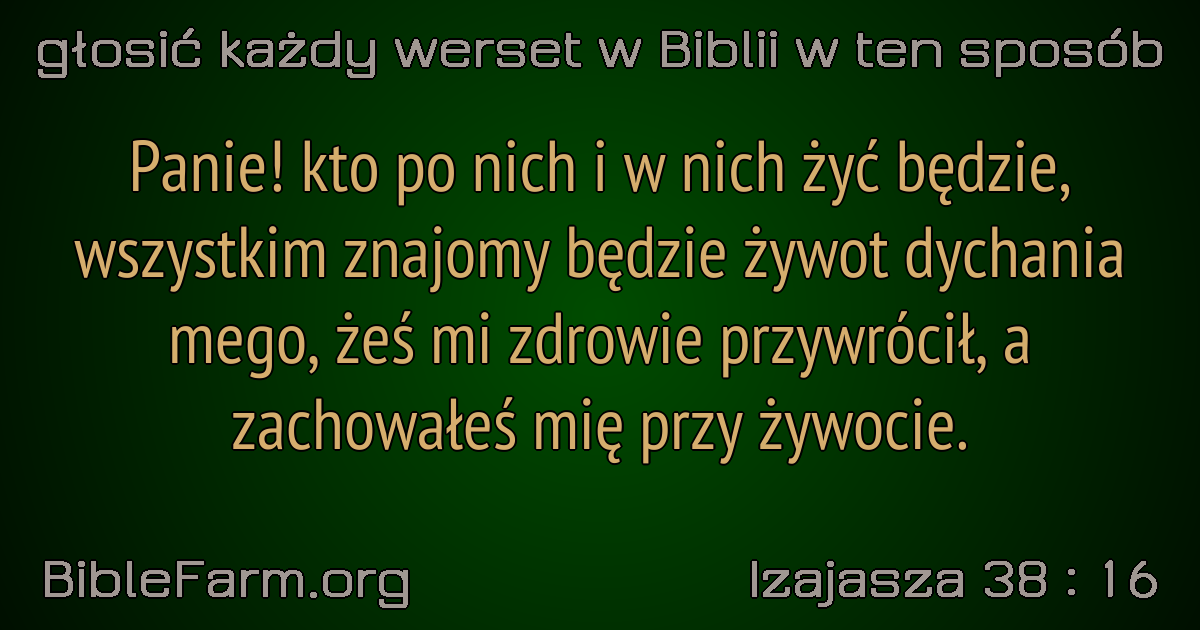 głosić każdy werset w Biblii w ten sposób
Panie! kto po nich i w nich żyć będzie,
wszystkim znajomy będzie żywot dychania
mego, żeś mi zdrowie przywrócił, a
zachowałeś mię przy żywocie.
BibleFarm.org
Izajasza 38 : 16